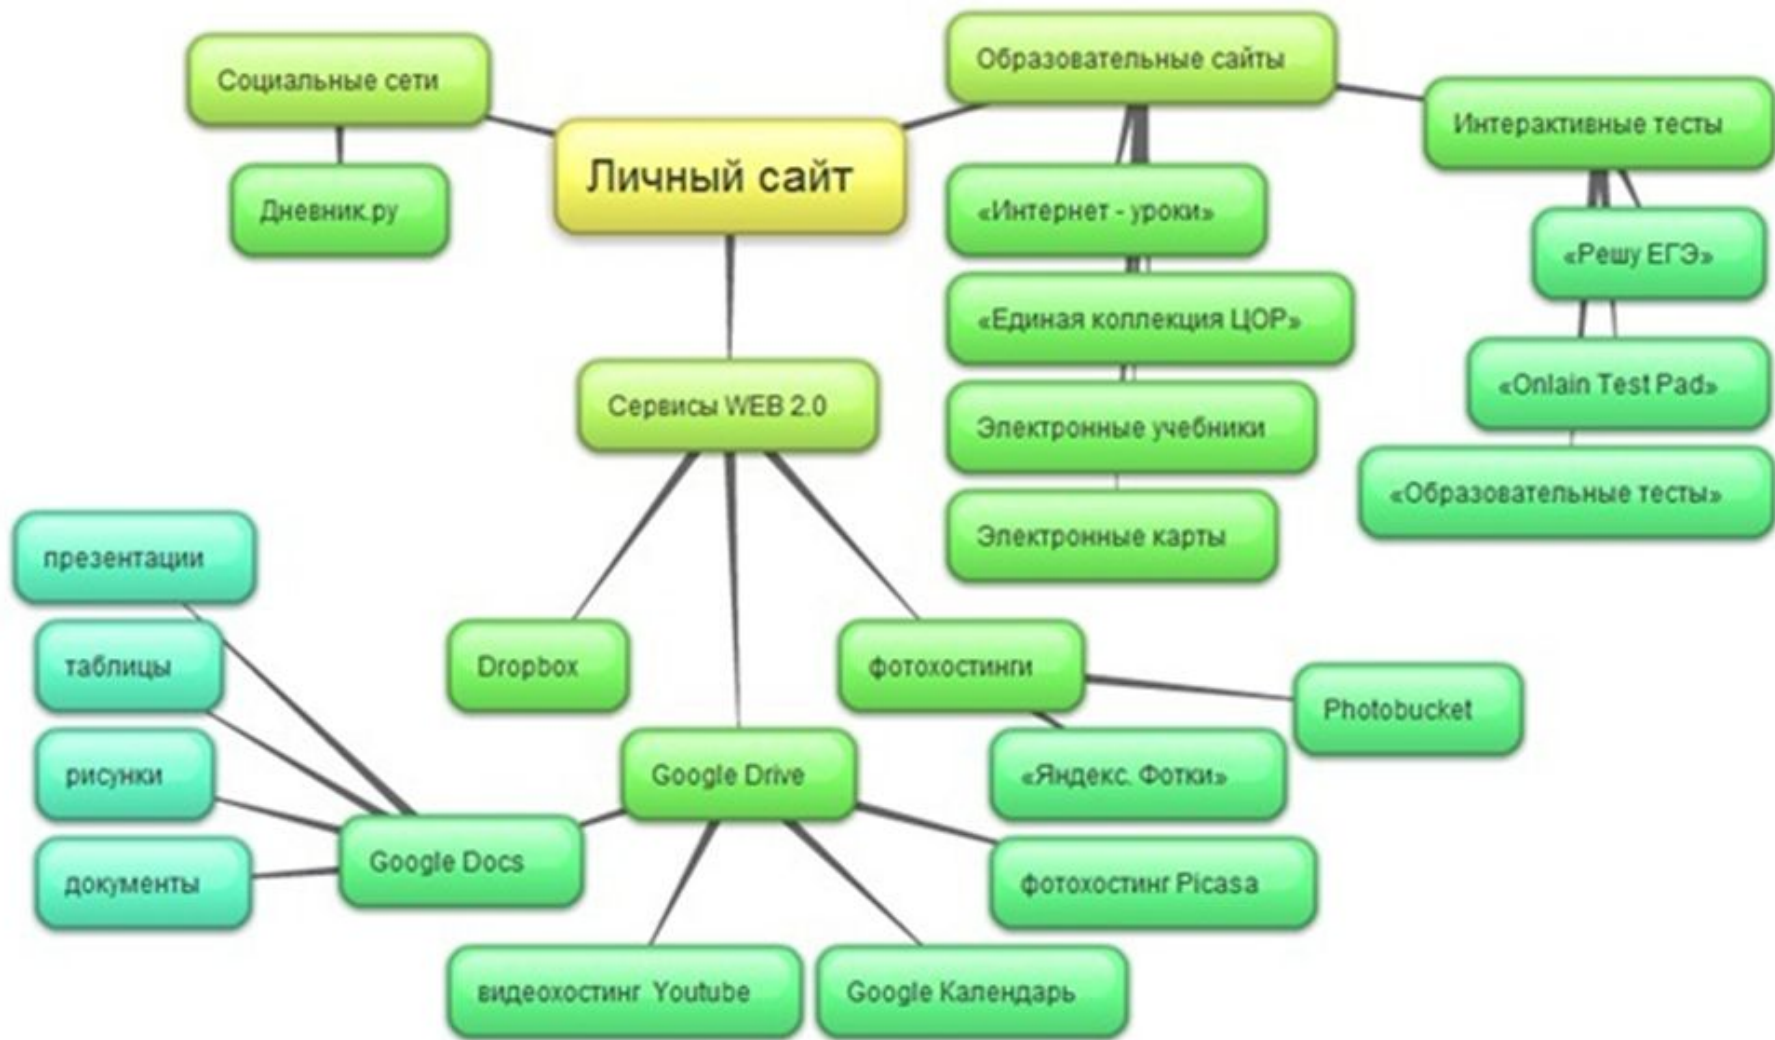 Социальные сети
Дневник.ру
Личный сайт
Образовательные сайты
Интерактивные тесты
«Интернет - уроки»
«Единая коллекция ЦОР»
Электронные учебники
Электронные карты
«Решу ЕГЭ»
«Onlain Test Pad»
«Образовательные тесты»
Сервисы WEB 2.0
Dropbox
фотохостинги
Photobucket
«Яндекс. Фотки»
Google Drive
фотохостинг Picasa
Google Календарь
видеохостинг Youtube
Google Docs
презентации
таблицы
рисунки
документы